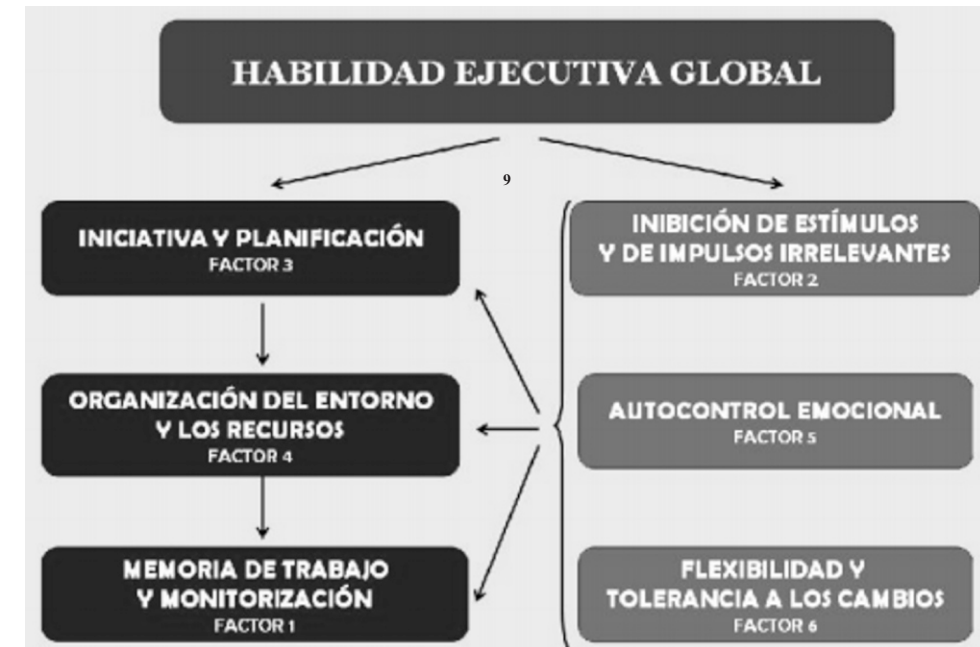 HABILIDAD EJECUTIVA GLOBAL
9
INICIATIVA Y PLANIFICACIÓN
FACTOR 3
INIBICIÓN DE ESTÍMULOS
Y DE IMPULSOS IRRELEVANTES
FACTOR 2
ORGANIZACIÓN DEL ENTORNO
Y LOS RECURSOS
FACTOR 4
AUTOCONTROL EMOCIONAL
FACTOR 5
MEMORIA DE TRABAJO
Y MONITORIZACIÓN
FACTOR 1
FLEXIBILIDAD Y
TOLERANCIA A LOS CAMBIOS
FACTOR 6